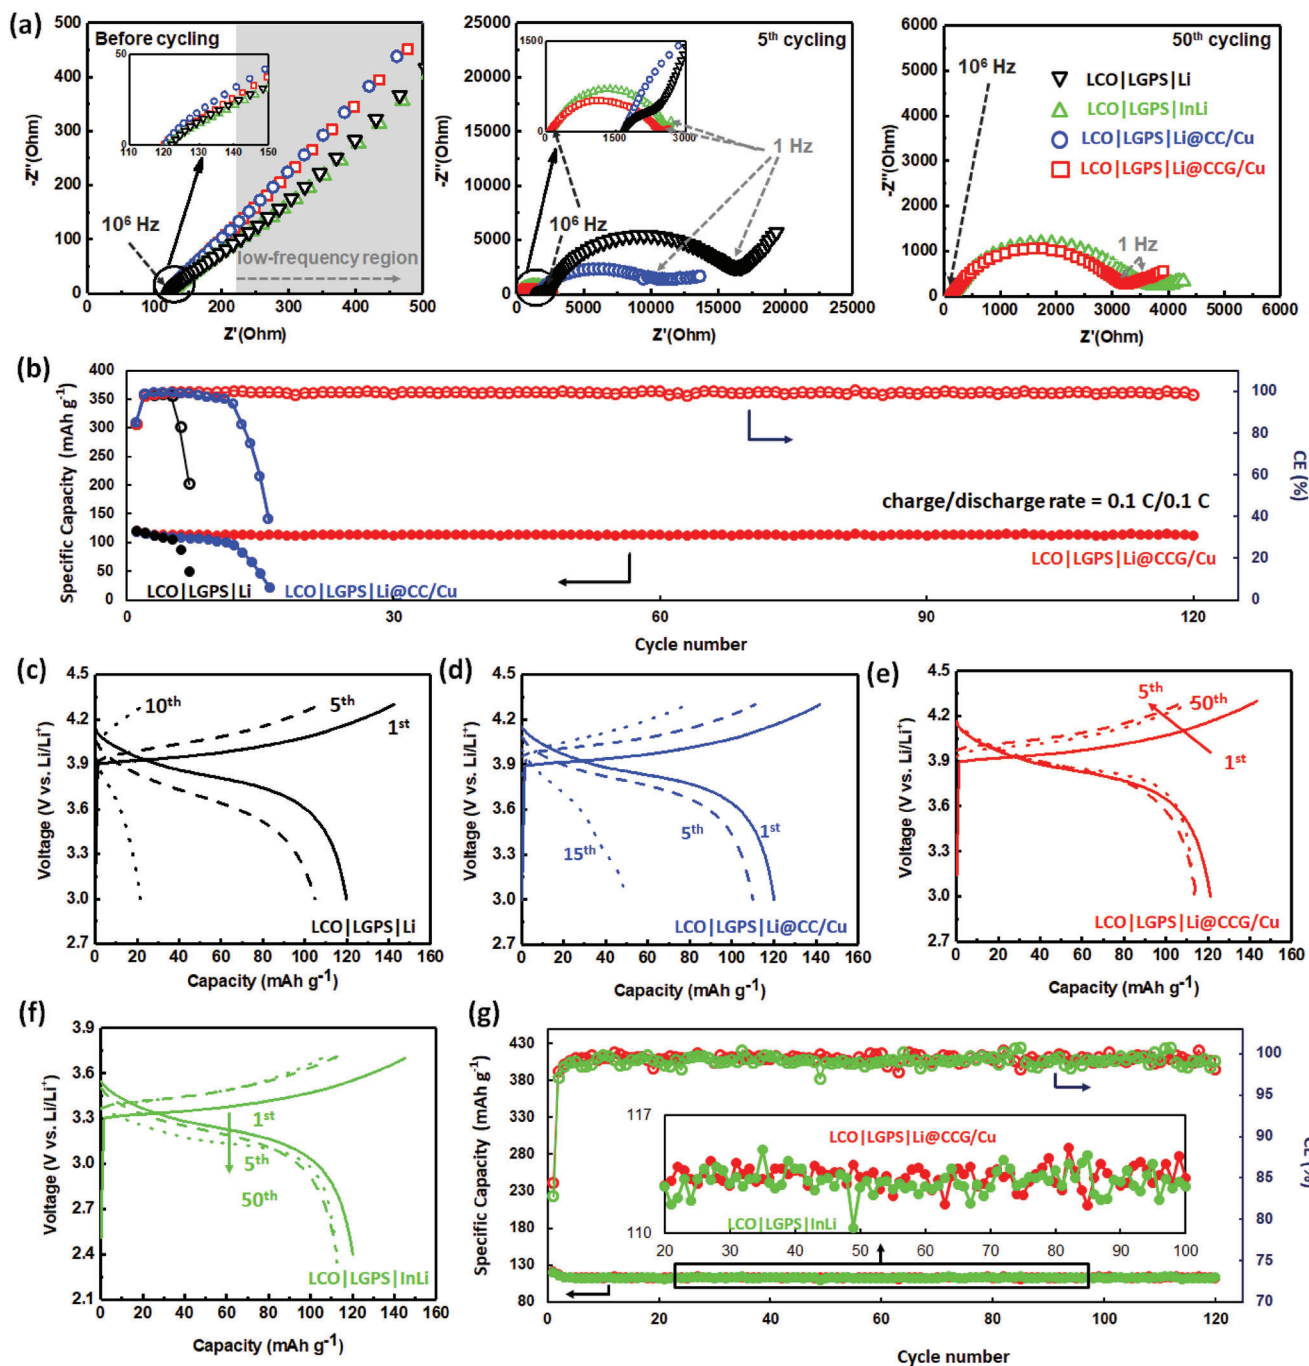 (a)
Before cycling
500
400
300
200
100
0
-Z''(Ohm)
50
0
110 120 130 140 150
10⁶ Hz
low-frequency region
0 100 200 300 400 500
Z'(Ohm)
5th cycling
25000
20000
15000
10000
5000
0
-Z''(Ohm)
1500
0
0 1500 3000
1 Hz
10⁶ Hz
0 5000 10000 15000 20000 25000
Z'(Ohm)
50th cycling
6000
5000
4000
3000
2000
1000
0
-Z''(Ohm)
10⁶ Hz
LCO|LGPS|Li
LCO|LGPS|InLi
LCO|LGPS|Li@CC/Cu
LCO|LGPS|Li@CCG/Cu
1 Hz
0 1000 2000 3000 4000 5000 6000
Z'(Ohm)
(b)
400
350
300
250
200
150
100
50
0
Specific Capacity (mAh g⁻¹)
100
80
60
40
20
0
CE (%)
charge/discharge rate = 0.1 C/0.1 C
LCO|LGPS|Li@CCG/Cu
LCO|LGPS|Li
LCO|LGPS|Li@CC/Cu
0 30 60 90 120
Cycle number
(c)
4.5
4.2
3.9
3.6
3.3
3.0
2.7
Voltage (V vs. Li/Li⁺)
10th
5th
1st
LCO|LGPS|Li
0 20 40 60 80 100 120 140 160
Capacity (mAh g⁻¹)
(d)
4.5
4.2
3.9
3.6
3.3
3.0
2.7
Voltage (V vs. Li/Li⁺)
15th
5th
1st
LCO|LGPS|Li@CC/Cu
0 20 40 60 80 100 120 140 160
Capacity (mAh g⁻¹)
(e)
4.5
4.2
3.9
3.6
3.3
3.0
2.7
Voltage (V vs. Li/Li⁺)
5th
50th
1st
LCO|LGPS|Li@CCG/Cu
0 20 40 60 80 100 120 140 160
Capacity (mAh g⁻¹)
(f)
3.9
3.6
3.3
3.0
2.7
2.4
2.1
Voltage (V vs. Li/Li⁺)
1st
5th
50th
LCO|LGPS|InLi
0 20 40 60 80 100 120 140 160
Capacity (mAh g⁻¹)
(g)
430
380
330
280
230
180
130
80
Specific Capacity (mAh g⁻¹)
100
95
90
85
80
75
70
(%)
117
110
LCO|LGPS|Li@CCG/Cu
LCO|LGPS|InLi
20 30 40 50 60 70 80 90 100
0 20 40 60 80 100 120
Cycle number